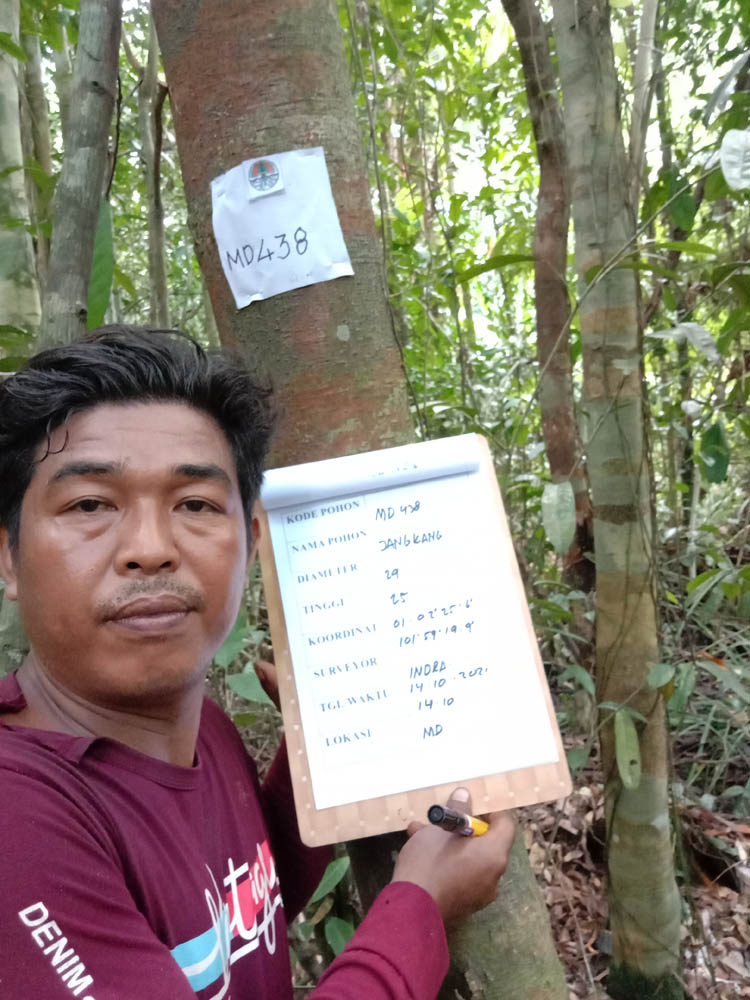 MD438
KODE POHON MD 438
NAMA POHON JANGKANG
DIAMETER 29
TINGGI 25
KOORDINAT 01.02'25.6"
101.59.19.9"
SURVEYOR INDRA
TGL/WAKTU 14.10.2021
14.10
LOKASI MD
DENIM